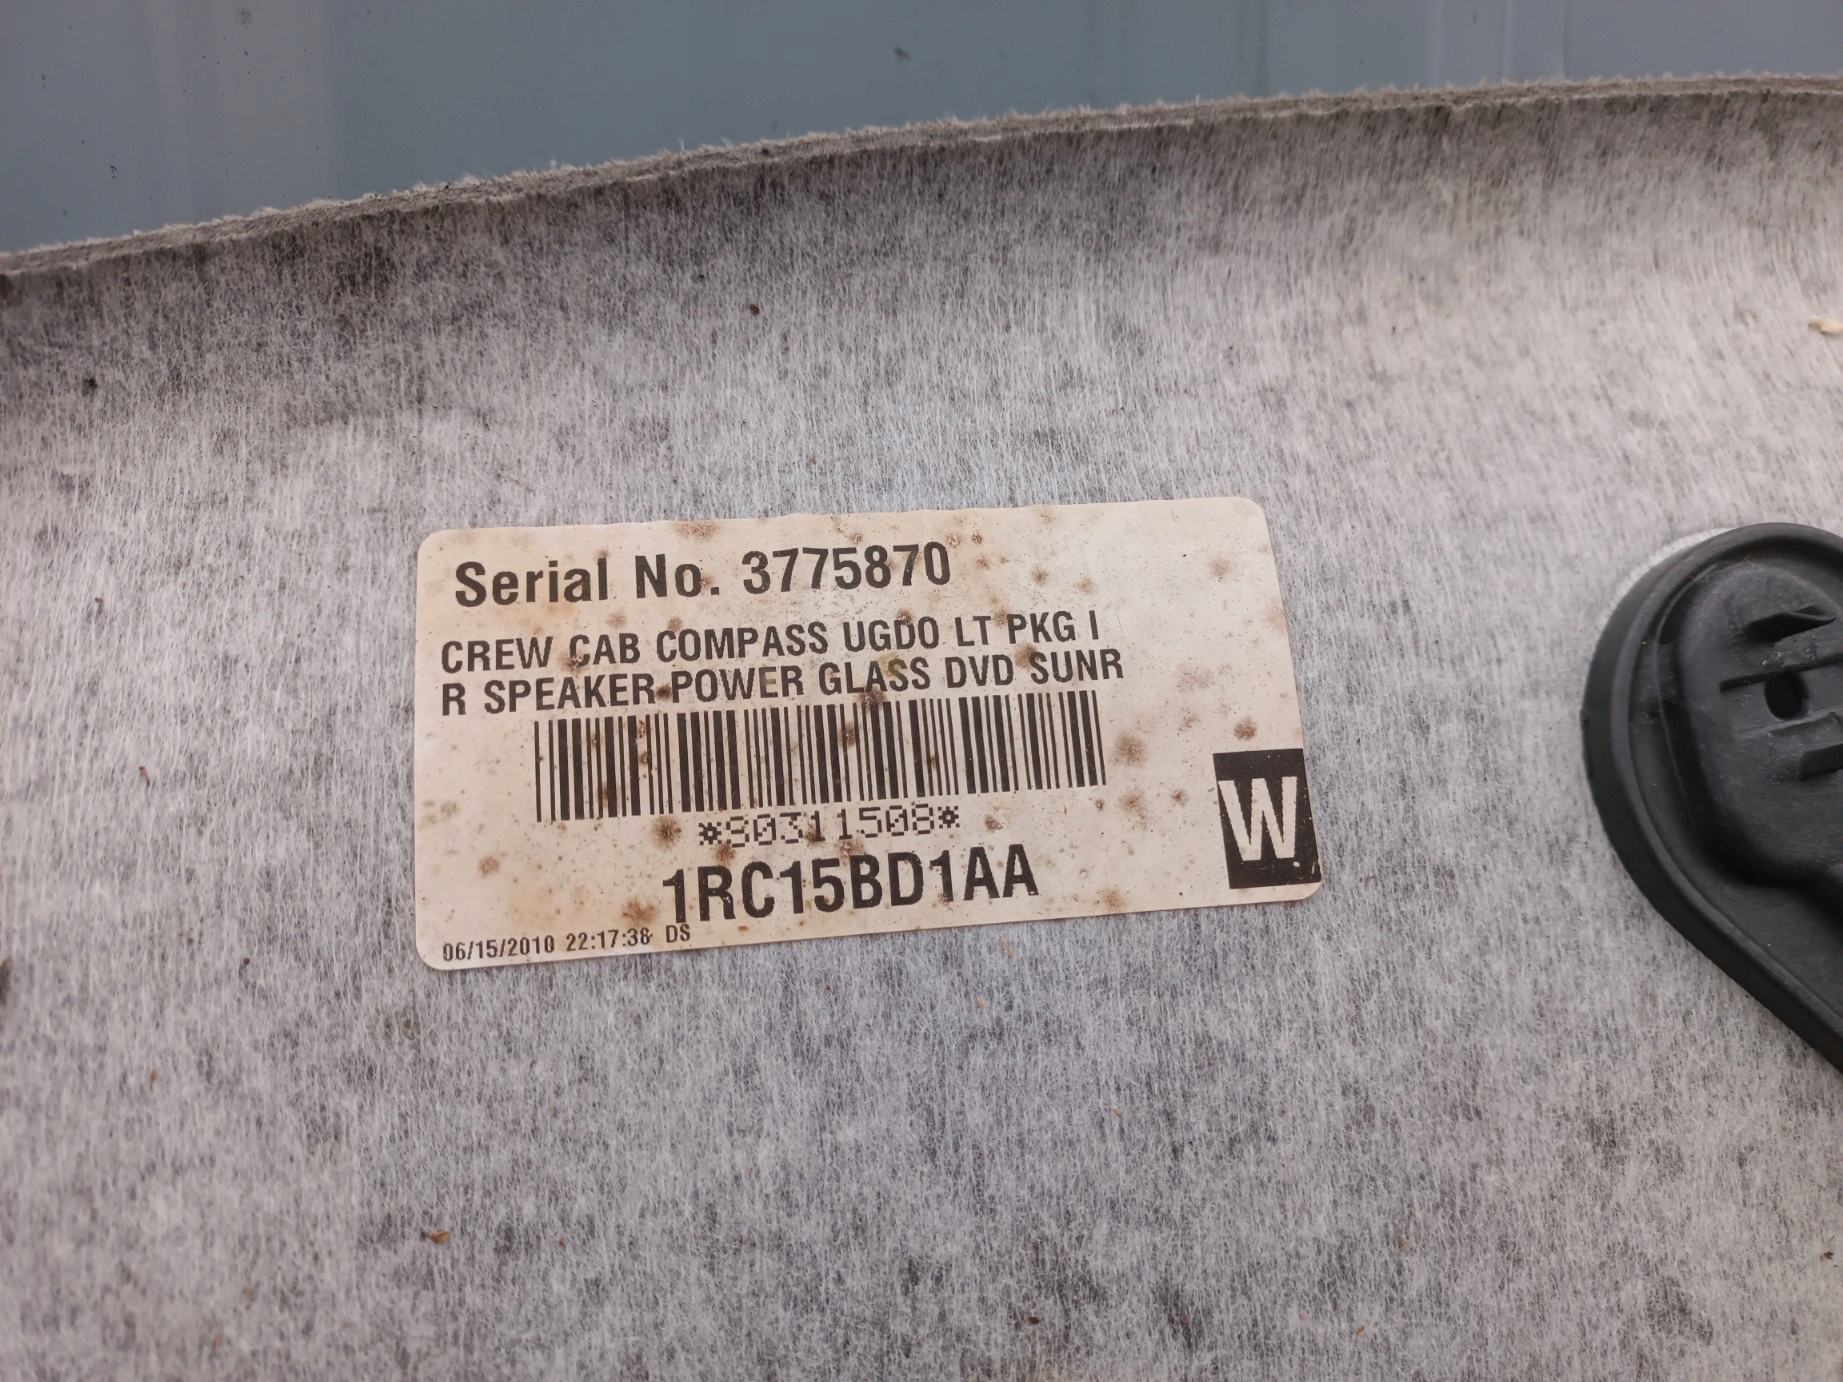 Serial No. 3775870
CREW CAB COMPASS UGDO LT PKG I
R SPEAKER POWER GLASS DVD SUNR
*80311508*
W
1RC15BD1AA
06/15/2010 22:17:38 DS